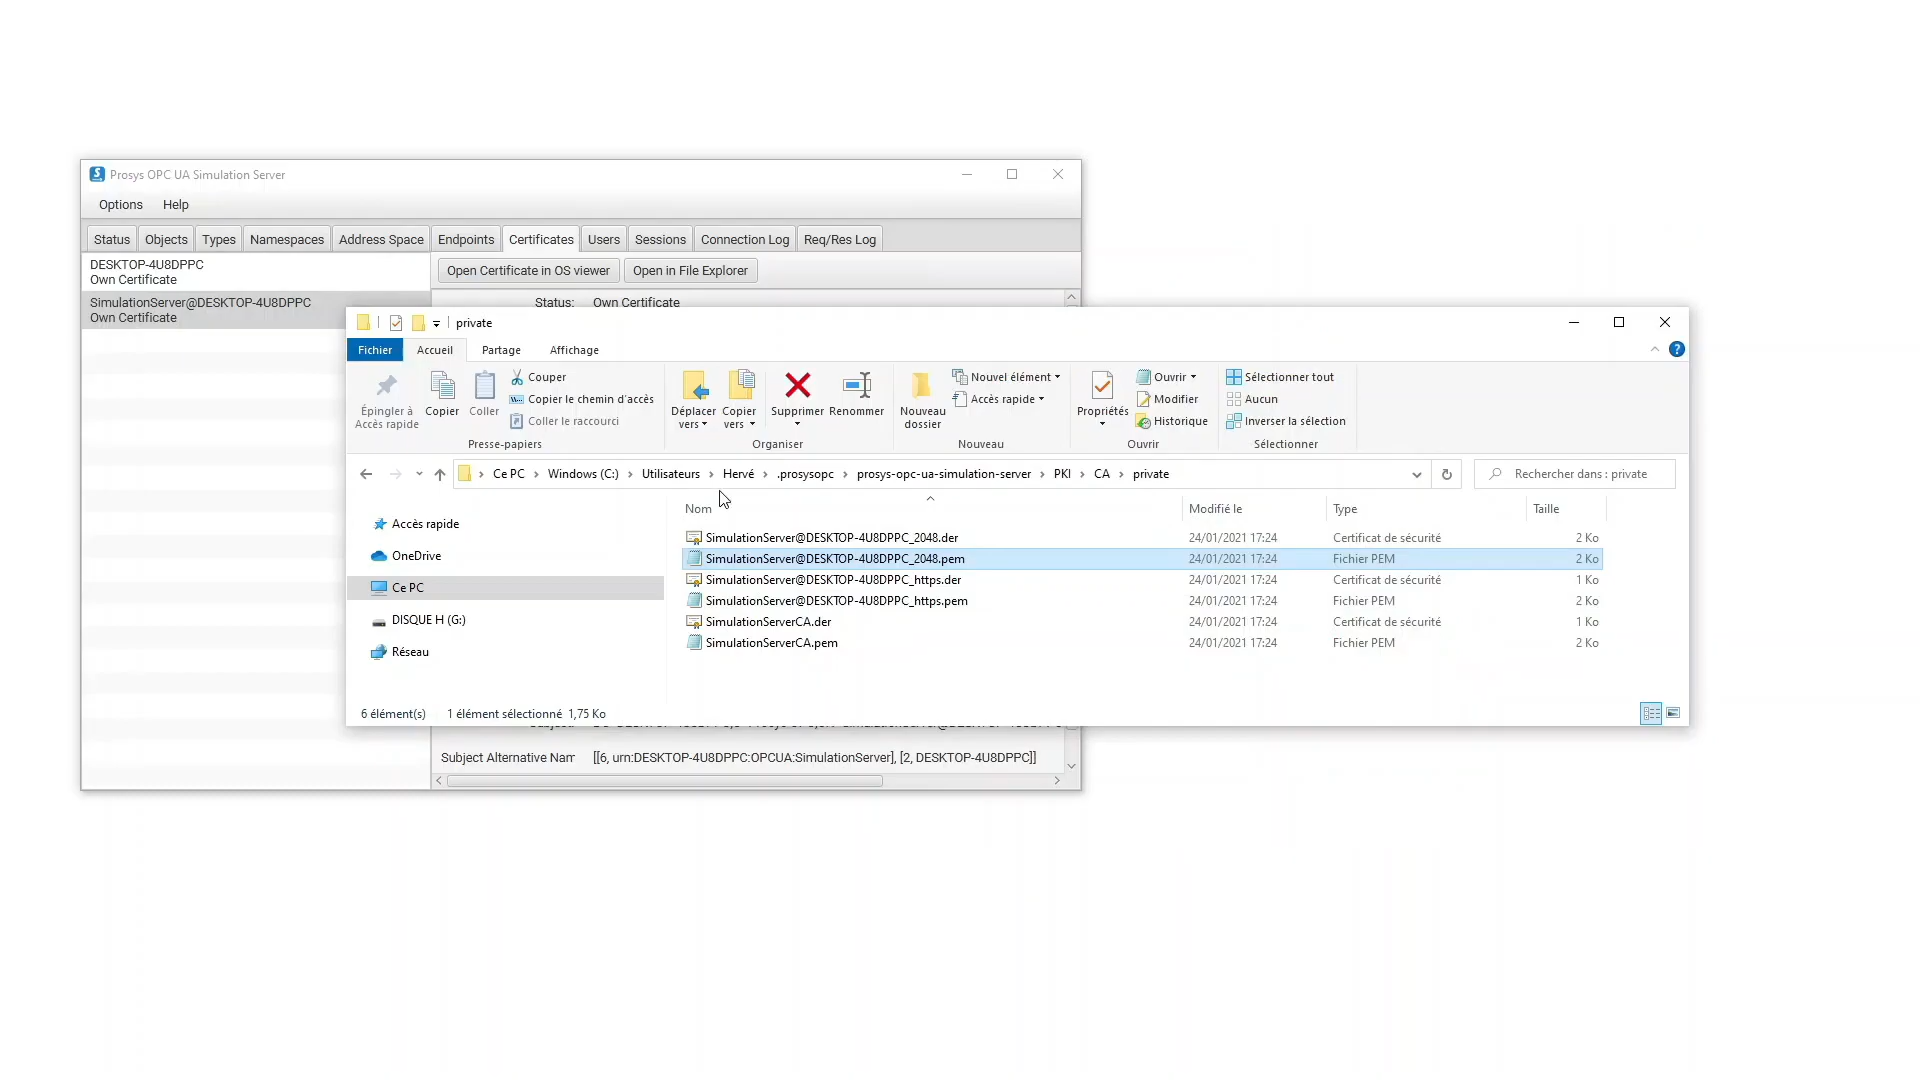 Prosys OPC UA Simulation Server
Options Help
Status Objects Types Namespaces Address Space Endpoints Certificates Users Sessions Connection Log Req/Res Log
DESKTOP-4U8DPPC
Own Certificate
Open Certificate in OS viewer Open in File Explorer
SimulationServer@DESKTOP-4U8DPPC
Own Certificate
Status: Own Certificate
private
Fichier Accueil Partage Affichage
Épingler à
Accès rapide
Copier
Coller
Couper
Copier le chemin d'accès
Coller le raccourci
Presse-papiers
Déplacer
vers
Copier
vers
Supprimer
Renommer
Organiser
Nouveau
dossier
Nouvel élément
Accès rapide
Nouveau
Propriétés
Ouvrir
Modifier
Historique
Ouvrir
Sélectionner tout
Aucun
Inverser la sélection
Sélectionner
Ce PC › Windows (C:) › Utilisateurs › Hervé › .prosysopc › prosys-opc-ua-simulation-server › PKI › CA › private
Rechercher dans : private
Accès rapide
OneDrive
Ce PC
DISQUE H (G:)
Réseau
Nom Modifié le Type Taille
SimulationServer@DESKTOP-4U8DPPC_2048.der 24/01/2021 17:24 Certificat de sécurité 2 Ko
SimulationServer@DESKTOP-4U8DPPC_2048.pem 24/01/2021 17:24 Fichier PEM 2 Ko
SimulationServer@DESKTOP-4U8DPPC_https.der 24/01/2021 17:24 Certificat de sécurité 1 Ko
SimulationServer@DESKTOP-4U8DPPC_https.pem 24/01/2021 17:24 Fichier PEM 2 Ko
SimulationServerCA.der 24/01/2021 17:24 Certificat de sécurité 1 Ko
SimulationServerCA.pem 24/01/2021 17:24 Fichier PEM 2 Ko
6 élément(s) 1 élément sélectionné 1,75 Ko
Subject Alternative Nam [[6, urn:DESKTOP-4U8DPPC:OPCUA:SimulationServer], [2, DESKTOP-4U8DPPC]]